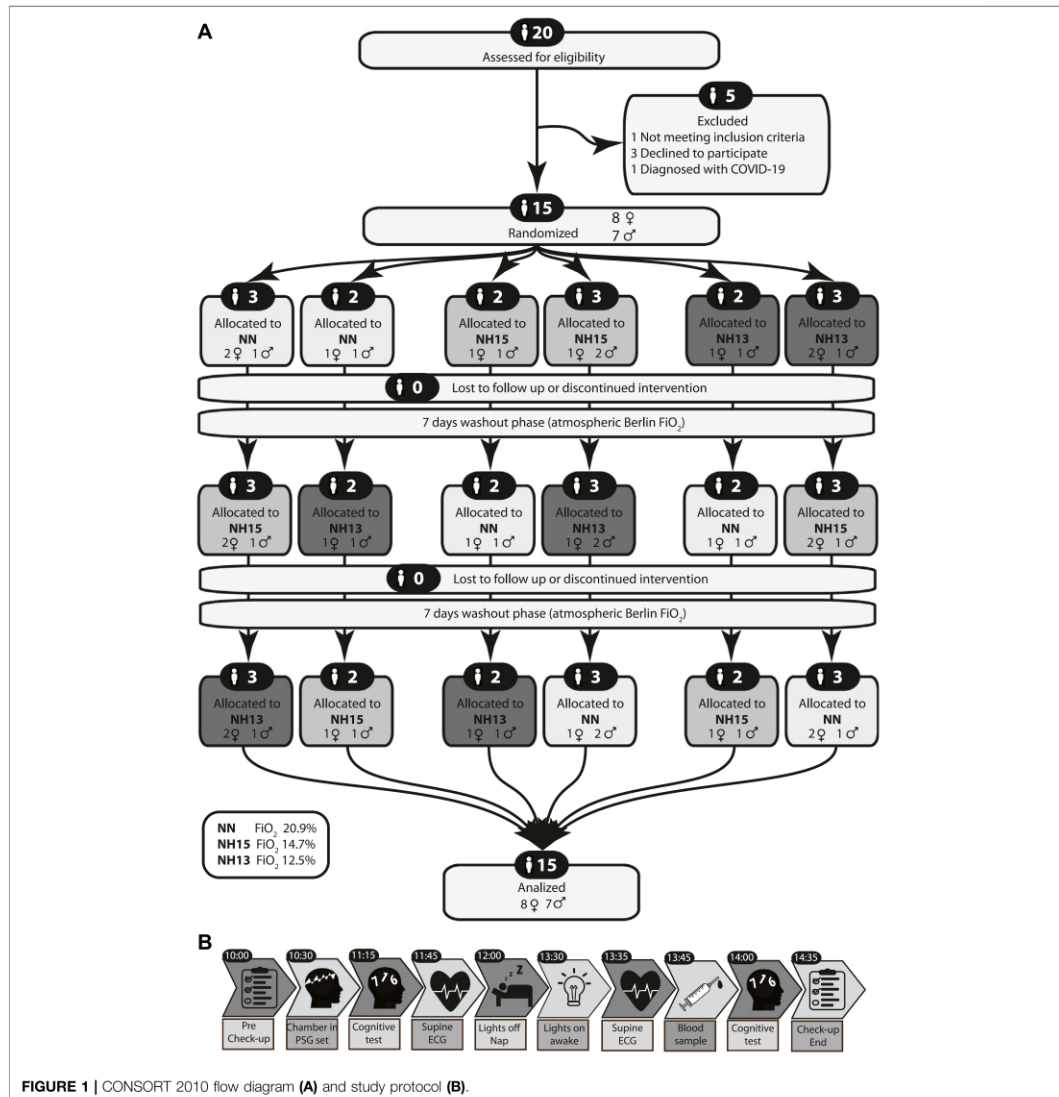 A
20
Assessed for eligibility
5
Excluded
1 Not meeting inclusion criteria
3 Declined to participate
1 Diagnosed with COVID-19
15
Randomized
8 ♀
7 ♂
3 2 2 3 2 3
Allocated to Allocated to Allocated to Allocated to Allocated to Allocated to
NN NN NH15 NH15 NH13 NH13
2♀ 1♂ 1♀ 1♂ 1♀ 1♂ 1♀ 2♂ 1♀ 1♂ 2♀ 1♂
0 Lost to follow up or discontinued intervention
7 days washout phase (atmospheric Berlin FiO₂)
3 2 2 3 2 3
Allocated to Allocated to Allocated to Allocated to Allocated to Allocated to
NH15 NH13 NN NH13 NN NH15
2♀ 1♂ 1♀ 1♂ 1♀ 1♂ 1♀ 2♂ 1♀ 1♂ 2♀ 1♂
0 Lost to follow up or discontinued intervention
7 days washout phase (atmospheric Berlin FiO₂)
3 2 2 3 2 3
Allocated to Allocated to Allocated to Allocated to Allocated to Allocated to
NH13 NH15 NH13 NN NH15 NN
2♀ 1♂ 1♀ 1♂ 1♀ 1♂ 1♀ 2♂ 1♀ 1♂ 2♀ 1♂
NN FiO₂ 20.9%
NH15 FiO₂ 14.7%
NH13 FiO₂ 12.5%
15
Analized
8♀ 7♂
B
10:00 10:30 11:15 11:45 12:00 13:30 13:35 13:45 14:00 14:35
7 1 6 z z z 7 1 6
Pre Chamber in Cognitive Supine Lights off Lights on Supine Blood Cognitive Check-up
Check-up PSG set test ECG Nap awake ECG sample test End
FIGURE 1 | CONSORT 2010 flow diagram (A) and study protocol (B).